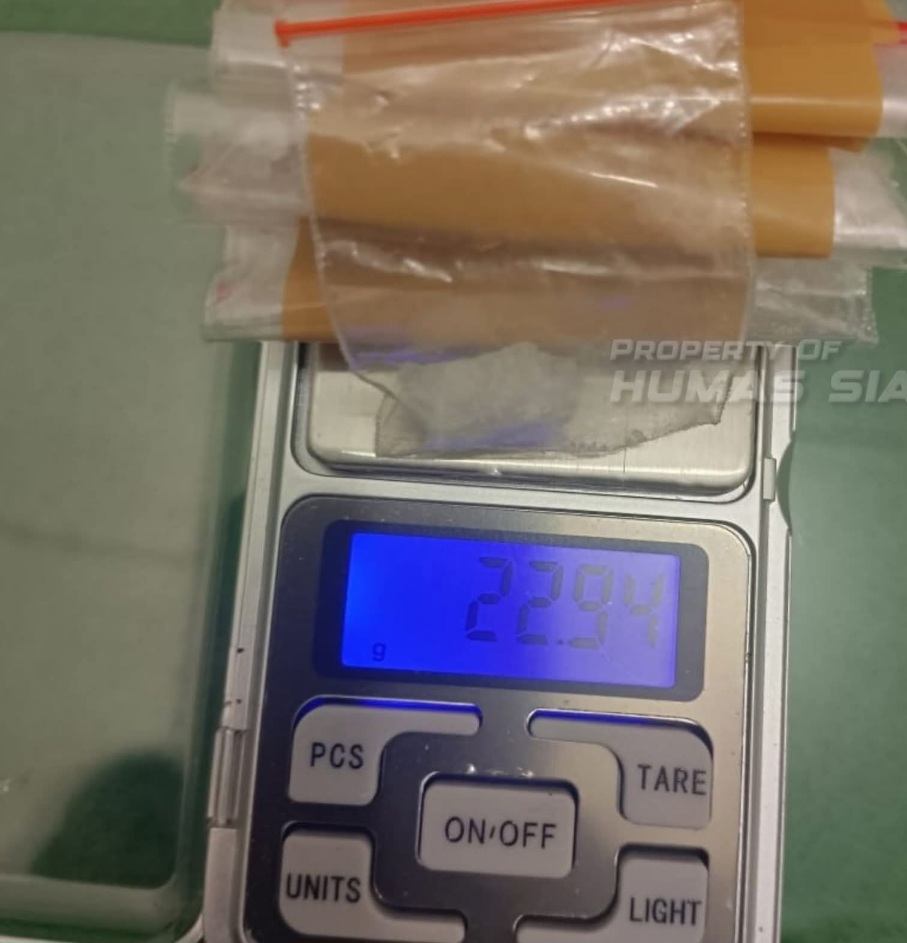 PROPERTY OF
HUMAS SIA
22.94
g
PCS
TARE
ON/OFF
UNITS
LIGHT